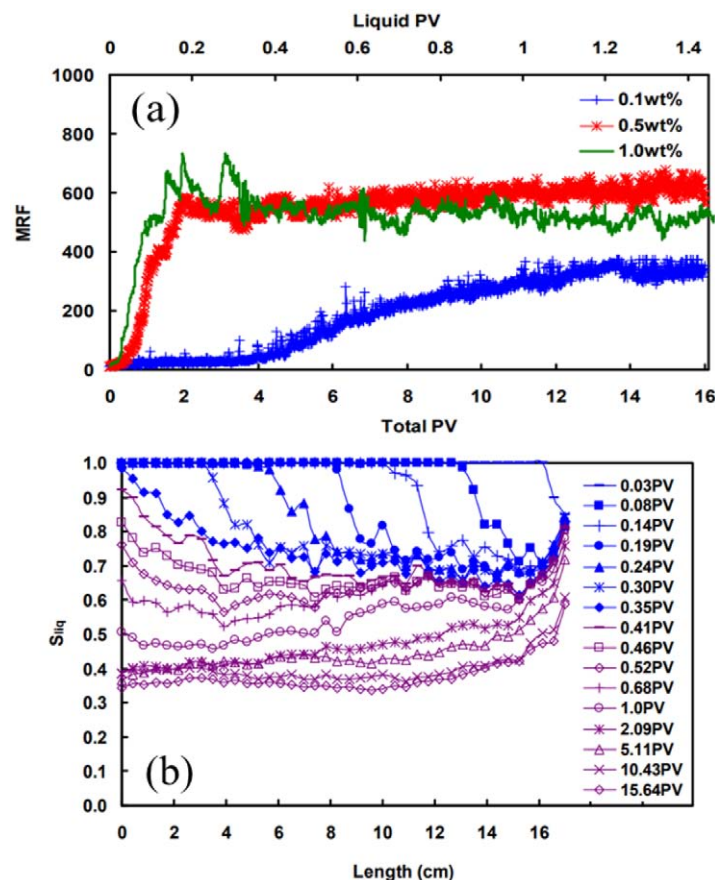 Liquid PV
0 0.2 0.4 0.6 0.8 1 1.2 1.4
1000
800
600
400
200
0
MRF
(a)
0.1wt%
0.5wt%
1.0wt%
0 2 4 6 8 10 12 14 16
Total PV
1.0
0.9
0.8
0.7
0.6
0.5
0.4
0.3
0.2
0.1
0.0
Sliq
(b)
0.03PV
0.08PV
0.14PV
0.19PV
0.24PV
0.30PV
0.35PV
0.41PV
0.46PV
0.52PV
0.68PV
1.0PV
2.09PV
5.11PV
10.43PV
15.64PV
0 2 4 6 8 10 12 14 16
Length (cm)